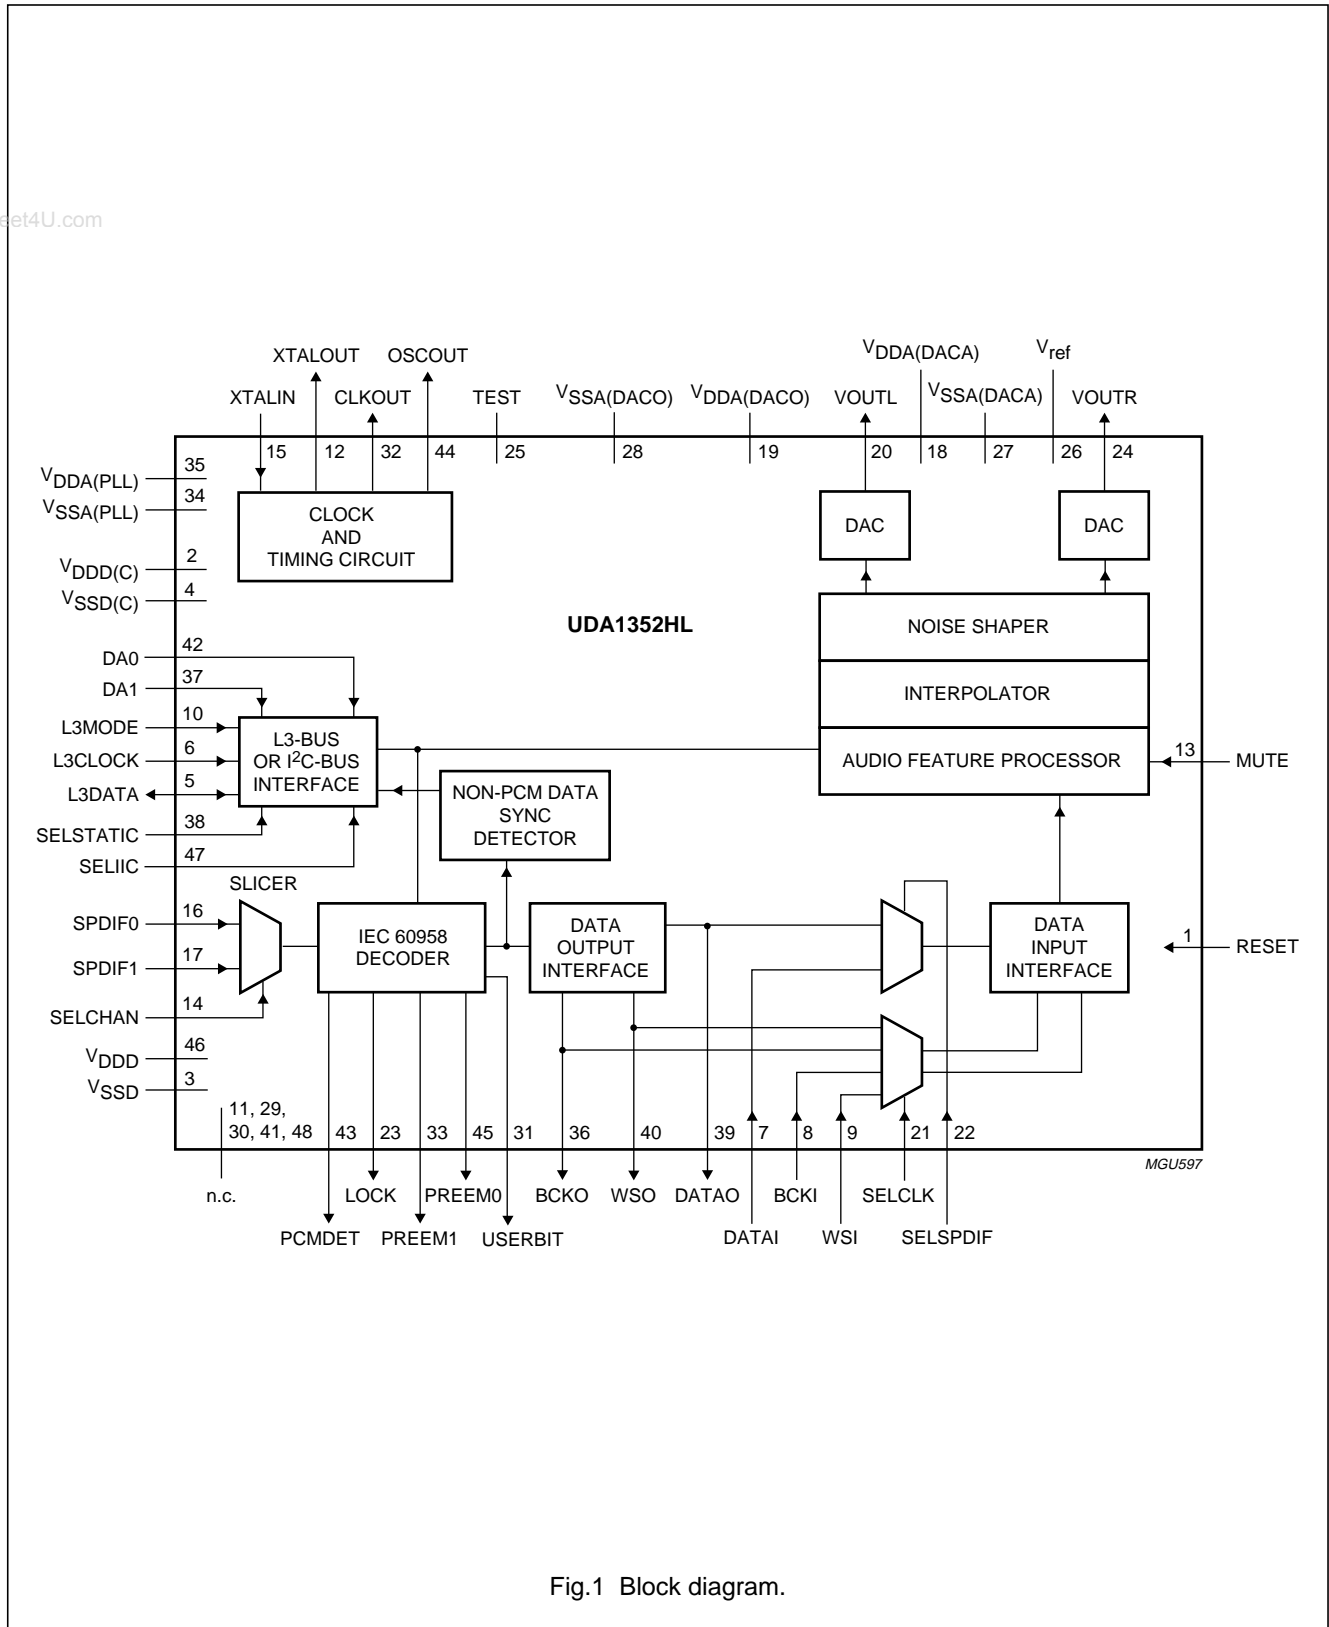 eet4U.com
XTALOUT OSCOUT VDDA(DACA) Vref
XTALIN CLKOUT TEST VSSA(DACO) VDDA(DACO) VOUTL VSSA(DACA) VOUTR
15 12 32 44 25 28 19 20 18 27 26 24
VDDA(PLL) 35
VSSA(PLL) 34
CLOCK
AND
TIMING CIRCUIT
DAC DAC
VDDD(C) 2
VSSD(C) 4
UDA1352HL
NOISE SHAPER
INTERPOLATOR
AUDIO FEATURE PROCESSOR
13 MUTE
DA0 42
DA1 37
L3MODE 10
L3CLOCK 6
L3DATA 5
SELSTATIC 38
SELIIC 47
L3-BUS
OR I2C-BUS
INTERFACE
NON-PCM DATA
SYNC
DETECTOR
SLICER
SPDIF0 16
SPDIF1 17
SELCHAN 14
IEC 60958
DECODER
DATA
OUTPUT
INTERFACE
DATA
INPUT
INTERFACE
1 RESET
VDDD 46
VSSD 3
11, 29,
30, 41, 48 43 23 33 45 31 36 40 39 7 8 9 21 22
MGU597
n.c. LOCK PREEM0 BCKO WSO DATAO BCKI SELCLK
PCMDET PREEM1 USERBIT DATAI WSI SELSPDIF
Fig.1 Block diagram.